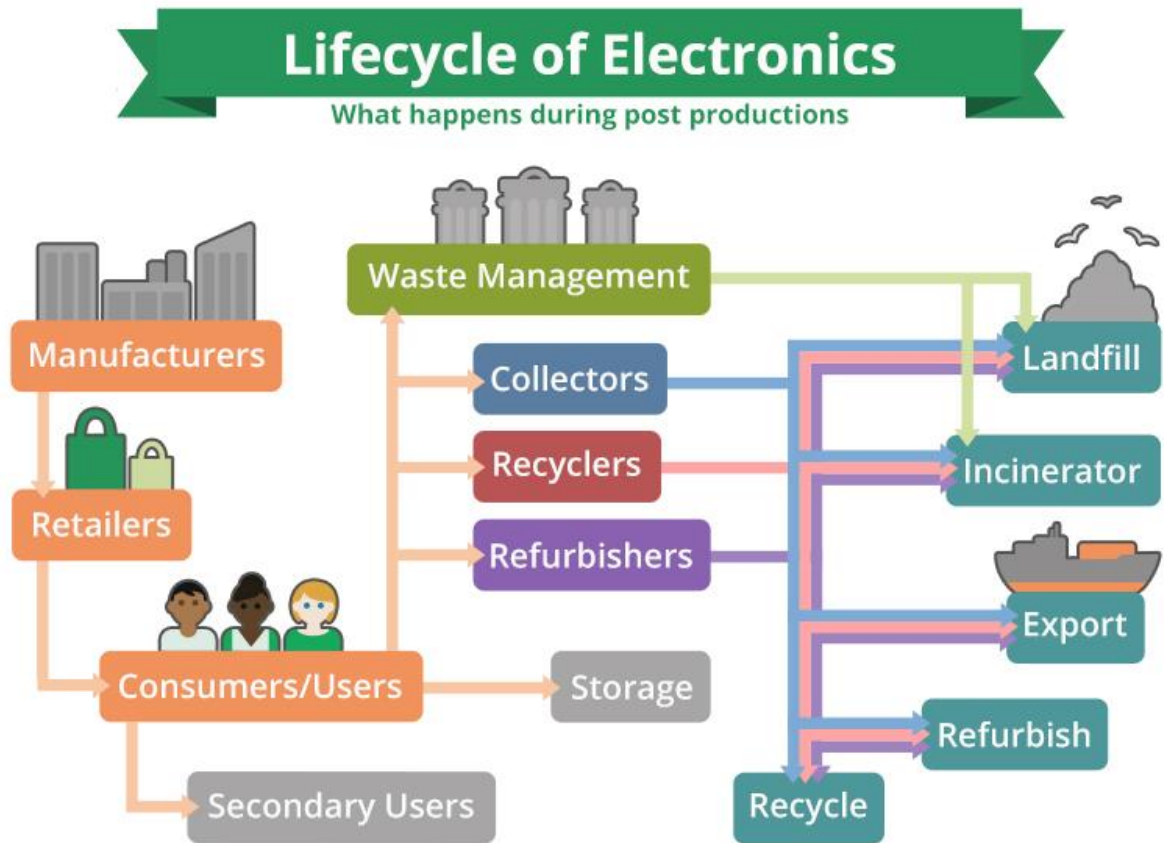 Lifecycle of Electronics
What happens during post productions
Waste Management
Manufacturers
Landfill
Collectors
Recyclers
Incinerator
Retailers
Refurbishers
Export
Consumers/Users
Storage
Refurbish
Secondary Users
Recycle